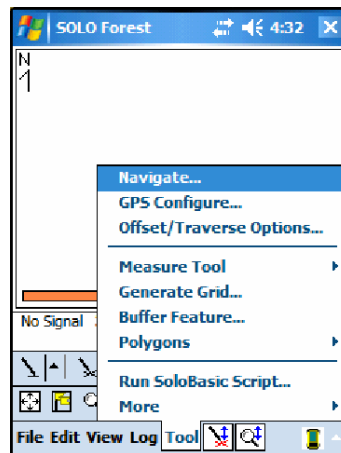 SOLO Forest 4:32
N
Navigate...
GPS Configure...
Offset/Traverse Options...
Measure Tool
Generate Grid...
Buffer Feature...
Polygons
No Signal
Run SoloBasic Script...
More
File Edit View Log Tool